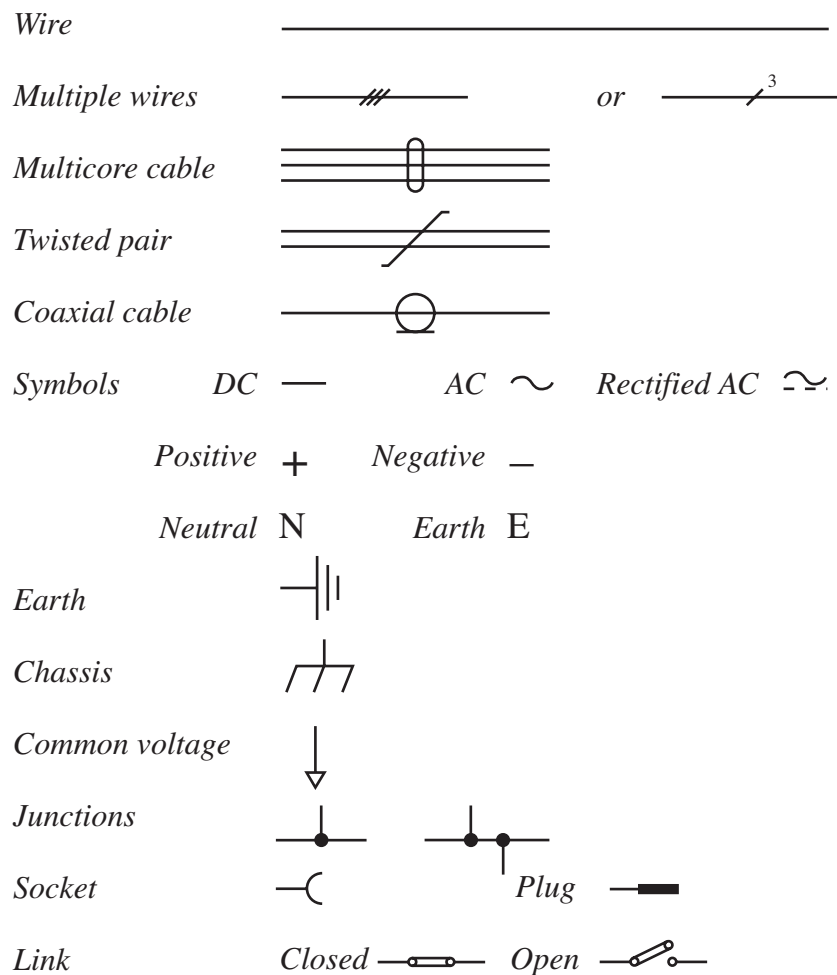 Wire
Multiple wires or 3
Multicore cable
Twisted pair
Coaxial cable
Symbols DC AC Rectified AC
Positive + Negative –
Neutral N Earth E
Earth
Chassis
Common voltage
Junctions
Socket Plug
Link Closed Open